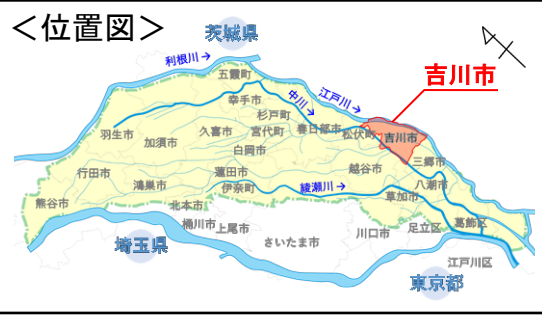 ＜位置図＞
茨城県
利根川→
五霞町
江戸川→
吉川市
幸手市
中川→
杉戸町
羽生市
加須市
久喜市
宮代町
春日部市
松伏町
吉川市
白岡市
三郷市
行田市
蓮田市
越谷市
鴻巣市
伊奈町
綾瀬川→
八潮市
草加市
熊谷市
北本市
桶川市
上尾市
葛飾区
足立区
川口市
埼玉県
さいたま市
江戸川区
東京都